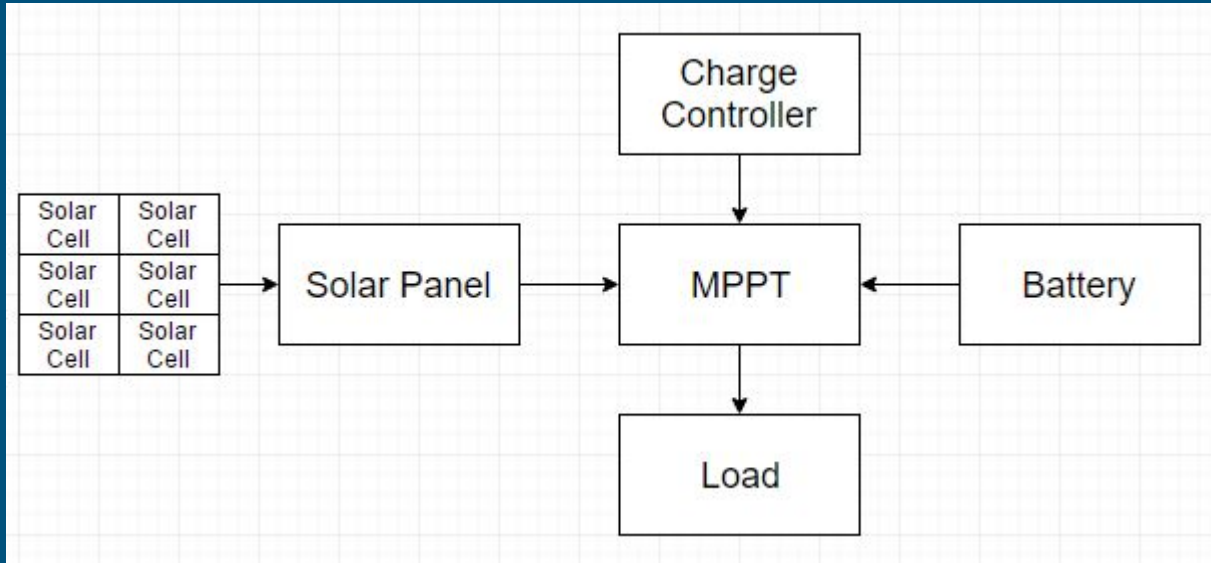 Charge
Controller
Solar
Cell
Solar
Cell
Solar
Cell
Solar
Cell
Solar
Cell
Solar
Cell
Solar Panel
MPPT
Battery
Load